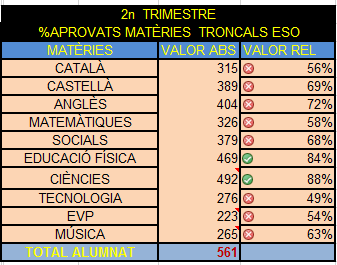 2n TRIMESTRE
%APROVATS MATÈRIES TRONCALS ESO
MATÈRIES VALOR ABS VALOR REL
CATALÀ 315 56%
CASTELLÀ 389 69%
ANGLÈS 404 72%
MATEMÀTIQUES 326 58%
SOCIALS 379 68%
EDUCACIÓ FÍSICA 469 84%
CIÈNCIES 492 88%
TECNOLOGIA 276 49%
EVP 223 54%
MÚSICA 265 63%
TOTAL ALUMNAT 561